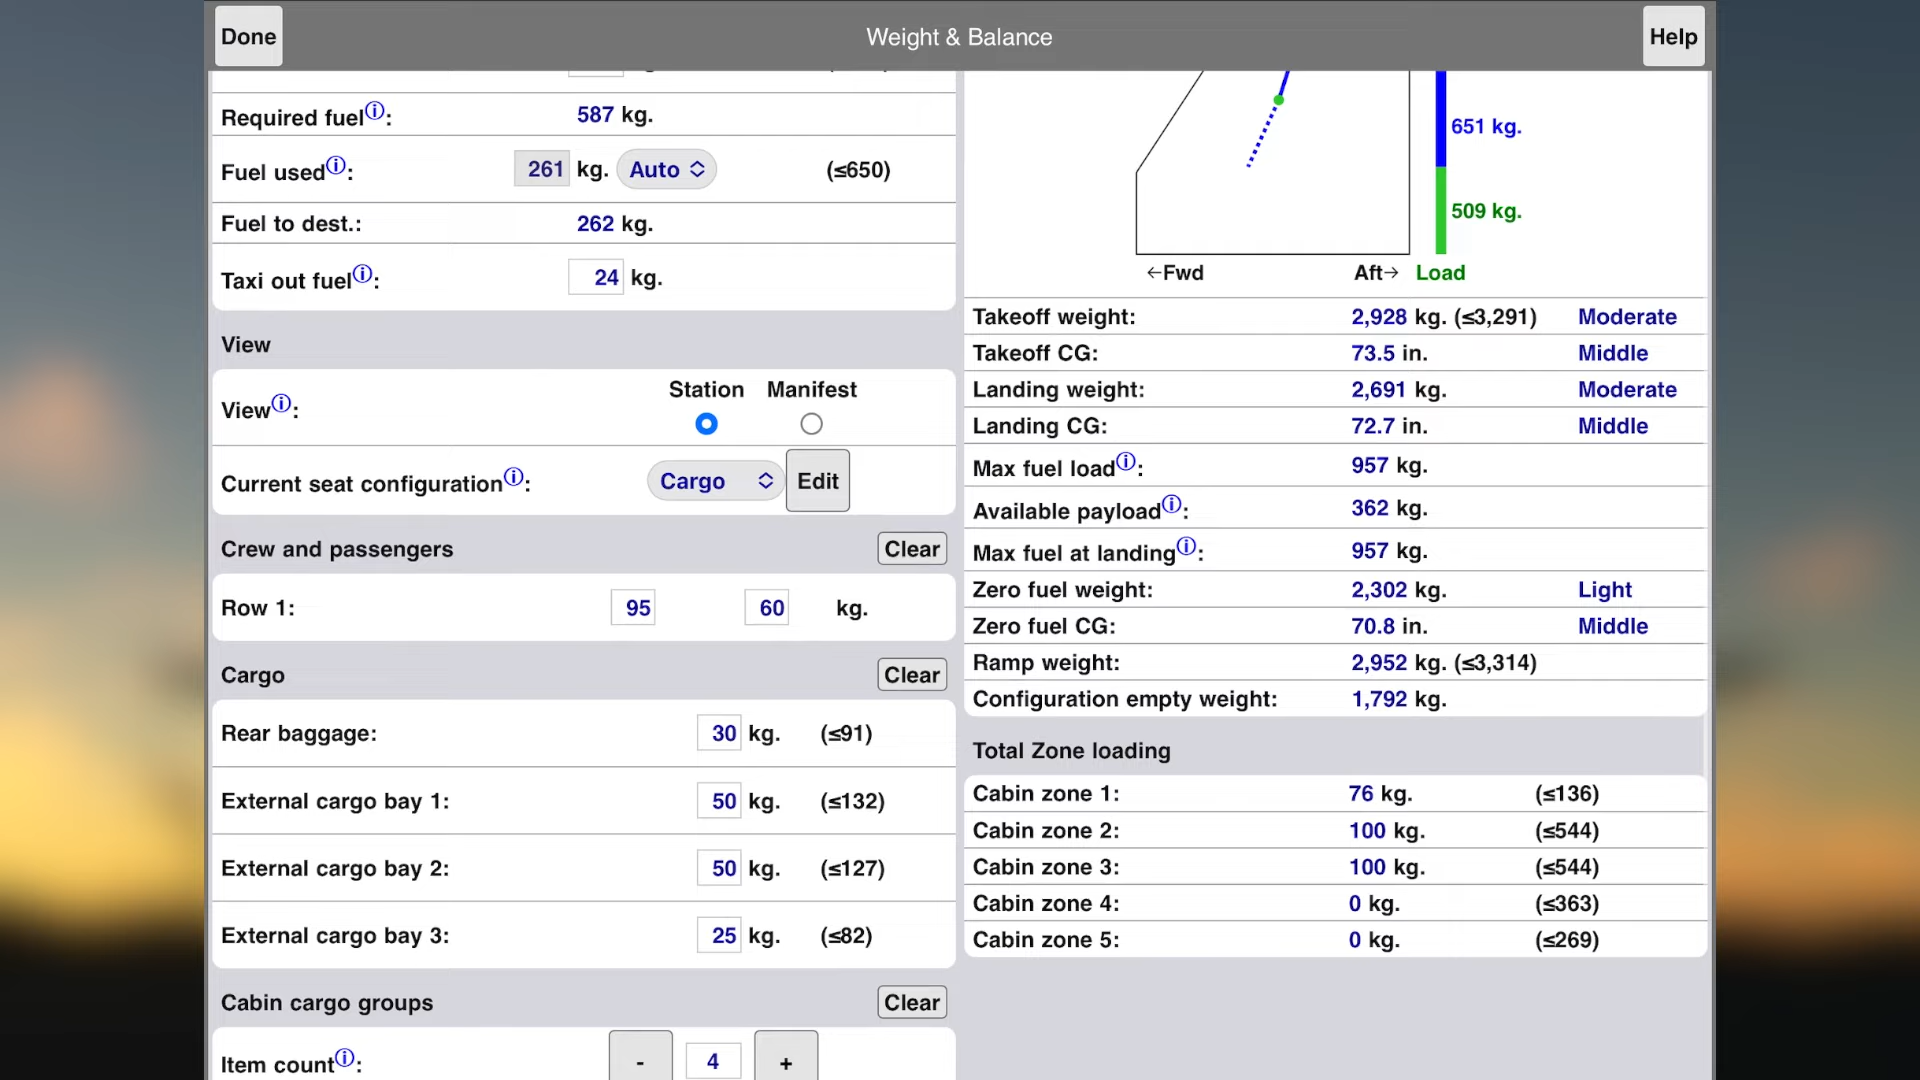 Done
Weight & Balance
Help
Required fuelⓘ: 587 kg.
Fuel usedⓘ: 261 kg. Auto (≤650)
Fuel to dest.: 262 kg.
Taxi out fuelⓘ: 24 kg.
View
Station Manifest
Viewⓘ:
Current seat configurationⓘ: Cargo Edit
Crew and passengers Clear
Row 1: 95 60 kg.
Cargo Clear
Rear baggage: 30 kg. (≤91)
External cargo bay 1: 50 kg. (≤132)
External cargo bay 2: 50 kg. (≤127)
External cargo bay 3: 25 kg. (≤82)
Cabin cargo groups Clear
Item countⓘ: - 4 +
651 kg.
509 kg.
←Fwd Aft→ Load
Takeoff weight: 2,928 kg. (≤3,291) Moderate
Takeoff CG: 73.5 in. Middle
Landing weight: 2,691 kg. Moderate
Landing CG: 72.7 in. Middle
Max fuel loadⓘ: 957 kg.
Available payloadⓘ: 362 kg.
Max fuel at landingⓘ: 957 kg.
Zero fuel weight: 2,302 kg. Light
Zero fuel CG: 70.8 in. Middle
Ramp weight: 2,952 kg. (≤3,314)
Configuration empty weight: 1,792 kg.
Total Zone loading
Cabin zone 1: 76 kg. (≤136)
Cabin zone 2: 100 kg. (≤544)
Cabin zone 3: 100 kg. (≤544)
Cabin zone 4: 0 kg. (≤363)
Cabin zone 5: 0 kg. (≤269)